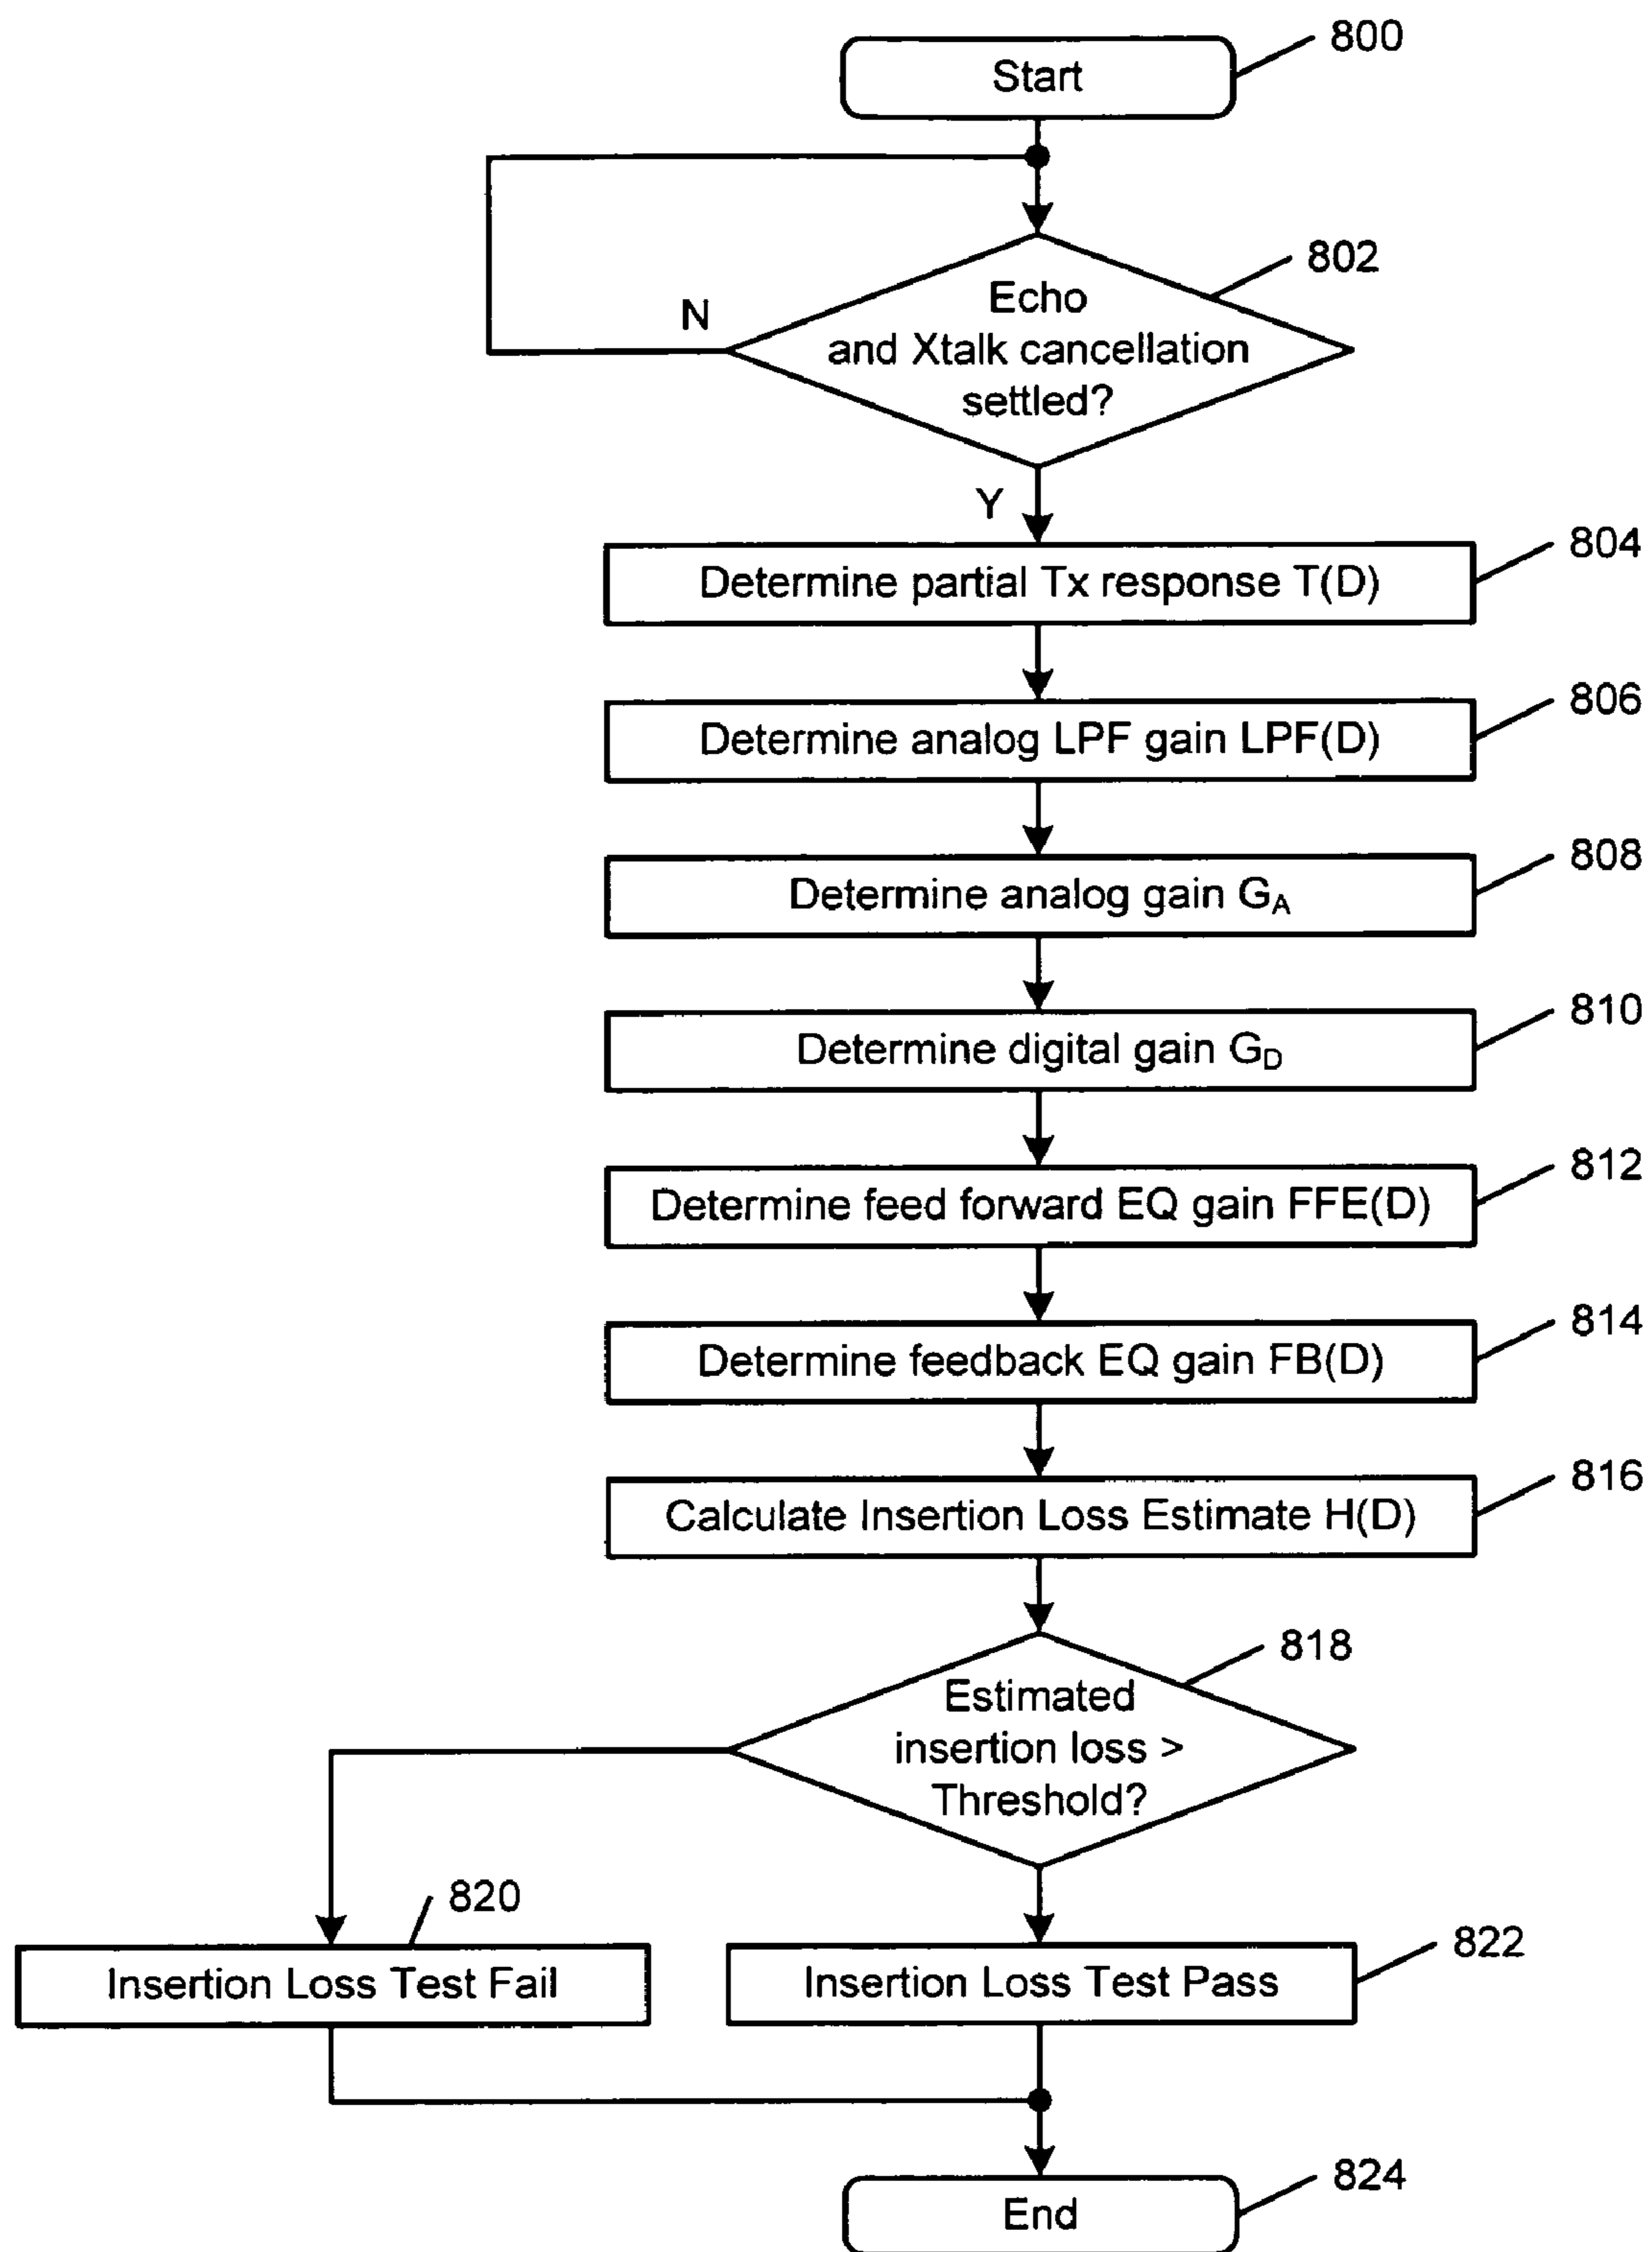 800
Start
802
Echo
and Xtalk cancellation
settled?
N
Y
804
Determine partial Tx response T(D)
806
Determine analog LPF gain LPF(D)
808
Determine analog gain G_A
810
Determine digital gain G_D
812
Determine feed forward EQ gain FFE(D)
814
Determine feedback EQ gain FB(D)
816
Calculate Insertion Loss Estimate H(D)
818
Estimated
insertion loss >
Threshold?
820
Insertion Loss Test Fail
822
Insertion Loss Test Pass
824
End